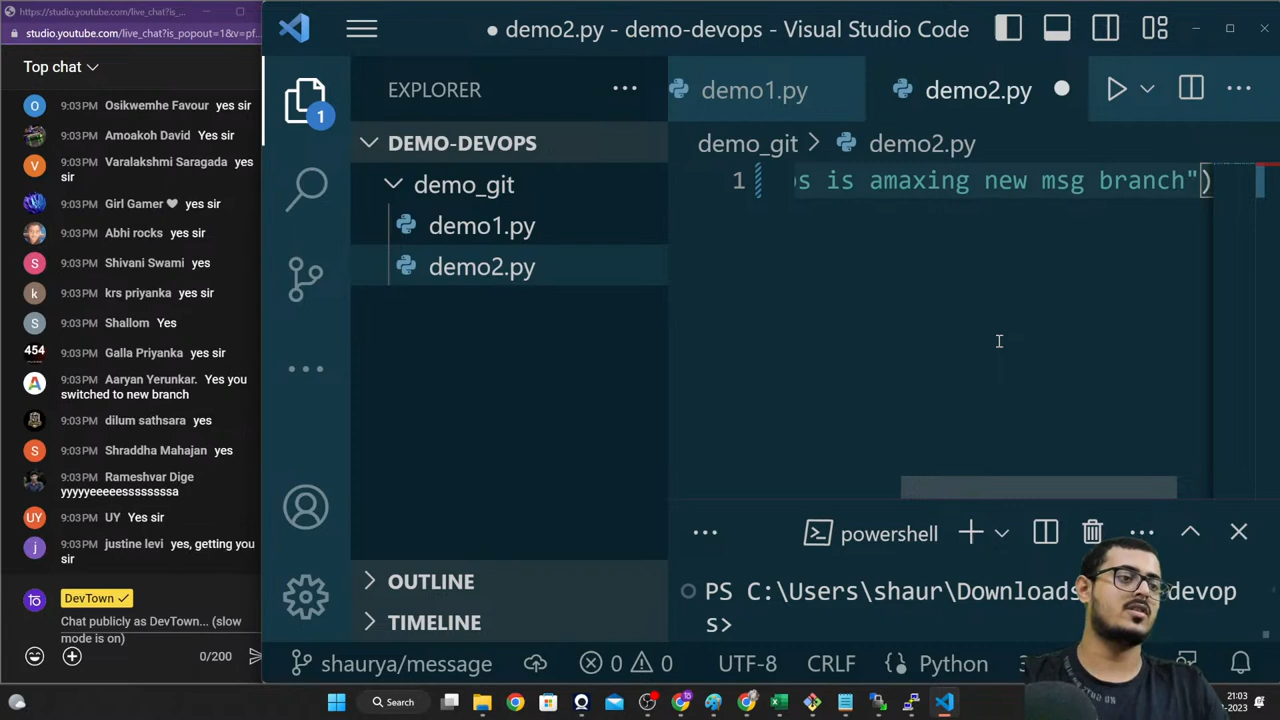 https://studio.youtube.com/live_chat?is_popout=1&v=p...
studio.youtube.com/live_chat?is_popout=1&v=pf...
Top chat
O 9:03PM Osikwemhe Favour yes sir
9:03PM Amoakoh David Yes sir
V 9:03PM Varalakshmi Saragada yes
sir
9:03PM Girl Gamer yes sir
9:03PM Abhi rocks yes sir
S 9:03PM Shivani Swami yes
k 9:03PM krs priyanka yes sir
S 9:03PM Shallom Yes
454 9:03PM Galla Priyanka yes sir
A 9:03PM Aaryan Yerunkar. Yes you
switched to new branch
9:03PM dilum sathsara yes
S 9:03PM Shraddha Mahajan yes
9:03PM Rameshvar Dige
yyyyyeeeeesssssssssa
UY 9:03PM UY Yes sir
j 9:03PM justine levi yes, getting you
sir
DevTown
Chat publicly as DevTown... (slow
mode is on)
0/200
demo2.py - demo-devops - Visual Studio Code
EXPLORER
1
DEMO-DEVOPS
demo_git
demo1.py
demo2.py
OUTLINE
TIMELINE
demo1.py
demo2.py
demo_git > demo2.py
1 s is amaxing new msg branch")
powershell
PS C:\Users\shaur\Downloads devop
s>
shaurya/message 0 0 UTF-8 CRLF Python
Search
21:03
-2023